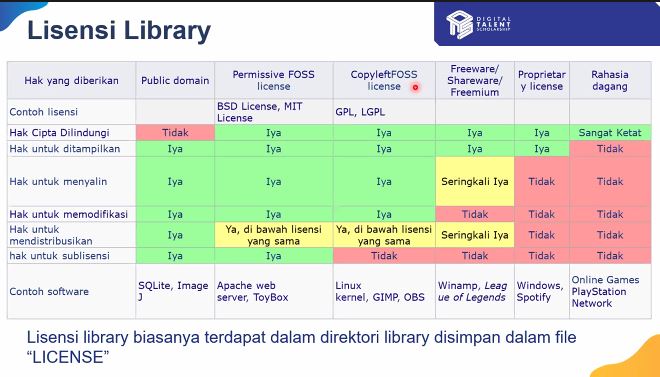 Lisensi Library
DIGITAL
TALENT
SCHOLARSHIP
Hak yang diberikan
Public domain
Permissive FOSS
license
CopyleftFOSS
license
Freeware/
Shareware/
Freemium
Proprietar
y license
Rahasia
dagang
Contoh lisensi
BSD License, MIT
License
GPL, LGPL
Hak Cipta Dilindungi Tidak Iya Iya Iya Iya Sangat Ketat
Hak untuk ditampilkan Iya Iya Iya Iya Iya Tidak
Hak untuk menyalin Iya Iya Iya Seringkali Iya Tidak Tidak
Hak untuk memodifikasi Iya Iya Iya Tidak Tidak Tidak
Hak untuk
mendistribusikan
Iya
Ya, di bawah lisensi
yang sama
Ya, di bawah lisensi
yang sama
Seringkali Iya
Tidak
Tidak
hak untuk sublisensi Iya Iya Tidak Tidak Tidak Tidak
Contoh software
SQLite, Image
J
Apache web
server, ToyBox
Linux
kernel, GIMP, OBS
Winamp, Leag
ue of Legends
Windows,
Spotify
Online Games
PlayStation
Network
Lisensi library biasanya terdapat dalam direktori library disimpan dalam file
“LICENSE”